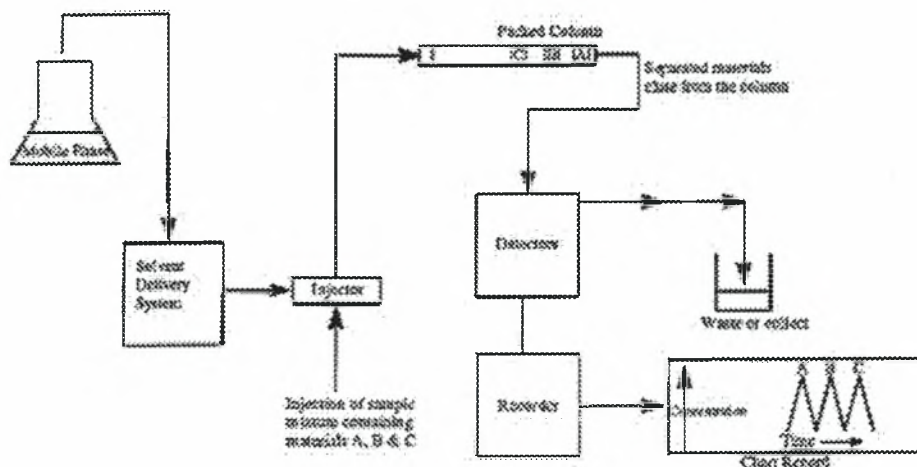 Packed Column
C B A
Separated materials
elute from the column
Mobile Phase
Solvent
Delivery
System
Injector
Detectors
Waste or collect
Injection of sample
mixture containing
materials A, B & C
Recorder
A B C
Concentration
Time
Chart Record